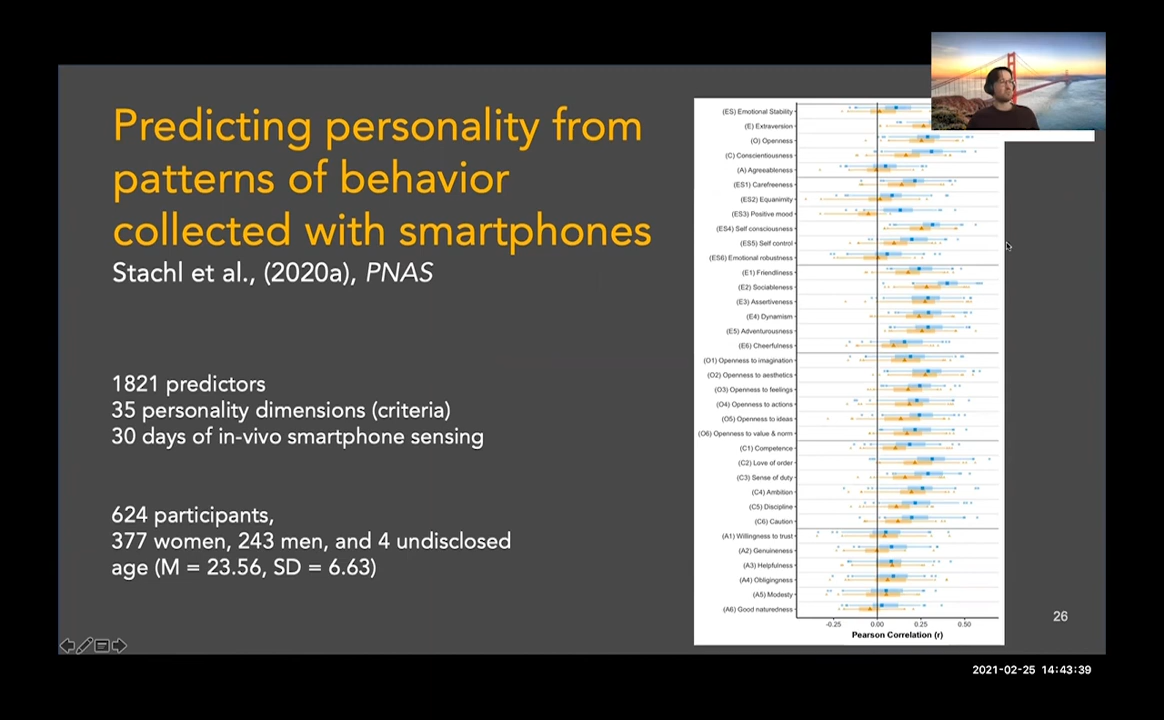 Predicting personality from
patterns of behavior
collected with smartphones
Stachl et al., (2020a), PNAS
1821 predictors
35 personality dimensions (criteria)
30 days of in-vivo smartphone sensing
624 participants,
377 women, 243 men, and 4 undisclosed
age (M = 23.56, SD = 6.63)
(ES) Emotional Stability
(E) Extraversion
(O) Openness
(C) Conscientiousness
(A) Agreeableness
(ES1) Carefreeness
(ES2) Equanimity
(ES3) Positive mood
(ES4) Self consciousness
(ES5) Self control
(ES6) Emotional robustness
(E1) Friendliness
(E2) Sociableness
(E3) Assertiveness
(E4) Dynamism
(E5) Adventurousness
(E6) Cheerfulness
(O1) Openness to imagination
(O2) Openness to aesthetics
(O3) Openness to feelings
(O4) Openness to actions
(O5) Openness to ideas
(O6) Openness to value & norm
(C1) Competence
(C2) Love of order
(C3) Sense of duty
(C4) Ambition
(C5) Discipline
(C6) Caution
(A1) Willingness to trust
(A2) Genuineness
(A3) Helpfulness
(A4) Obligingness
(A5) Modesty
(A6) Good naturedness
-0.25 0.00 0.25 0.50
Pearson Correlation (r)
26
2021-02-25 14:43:39